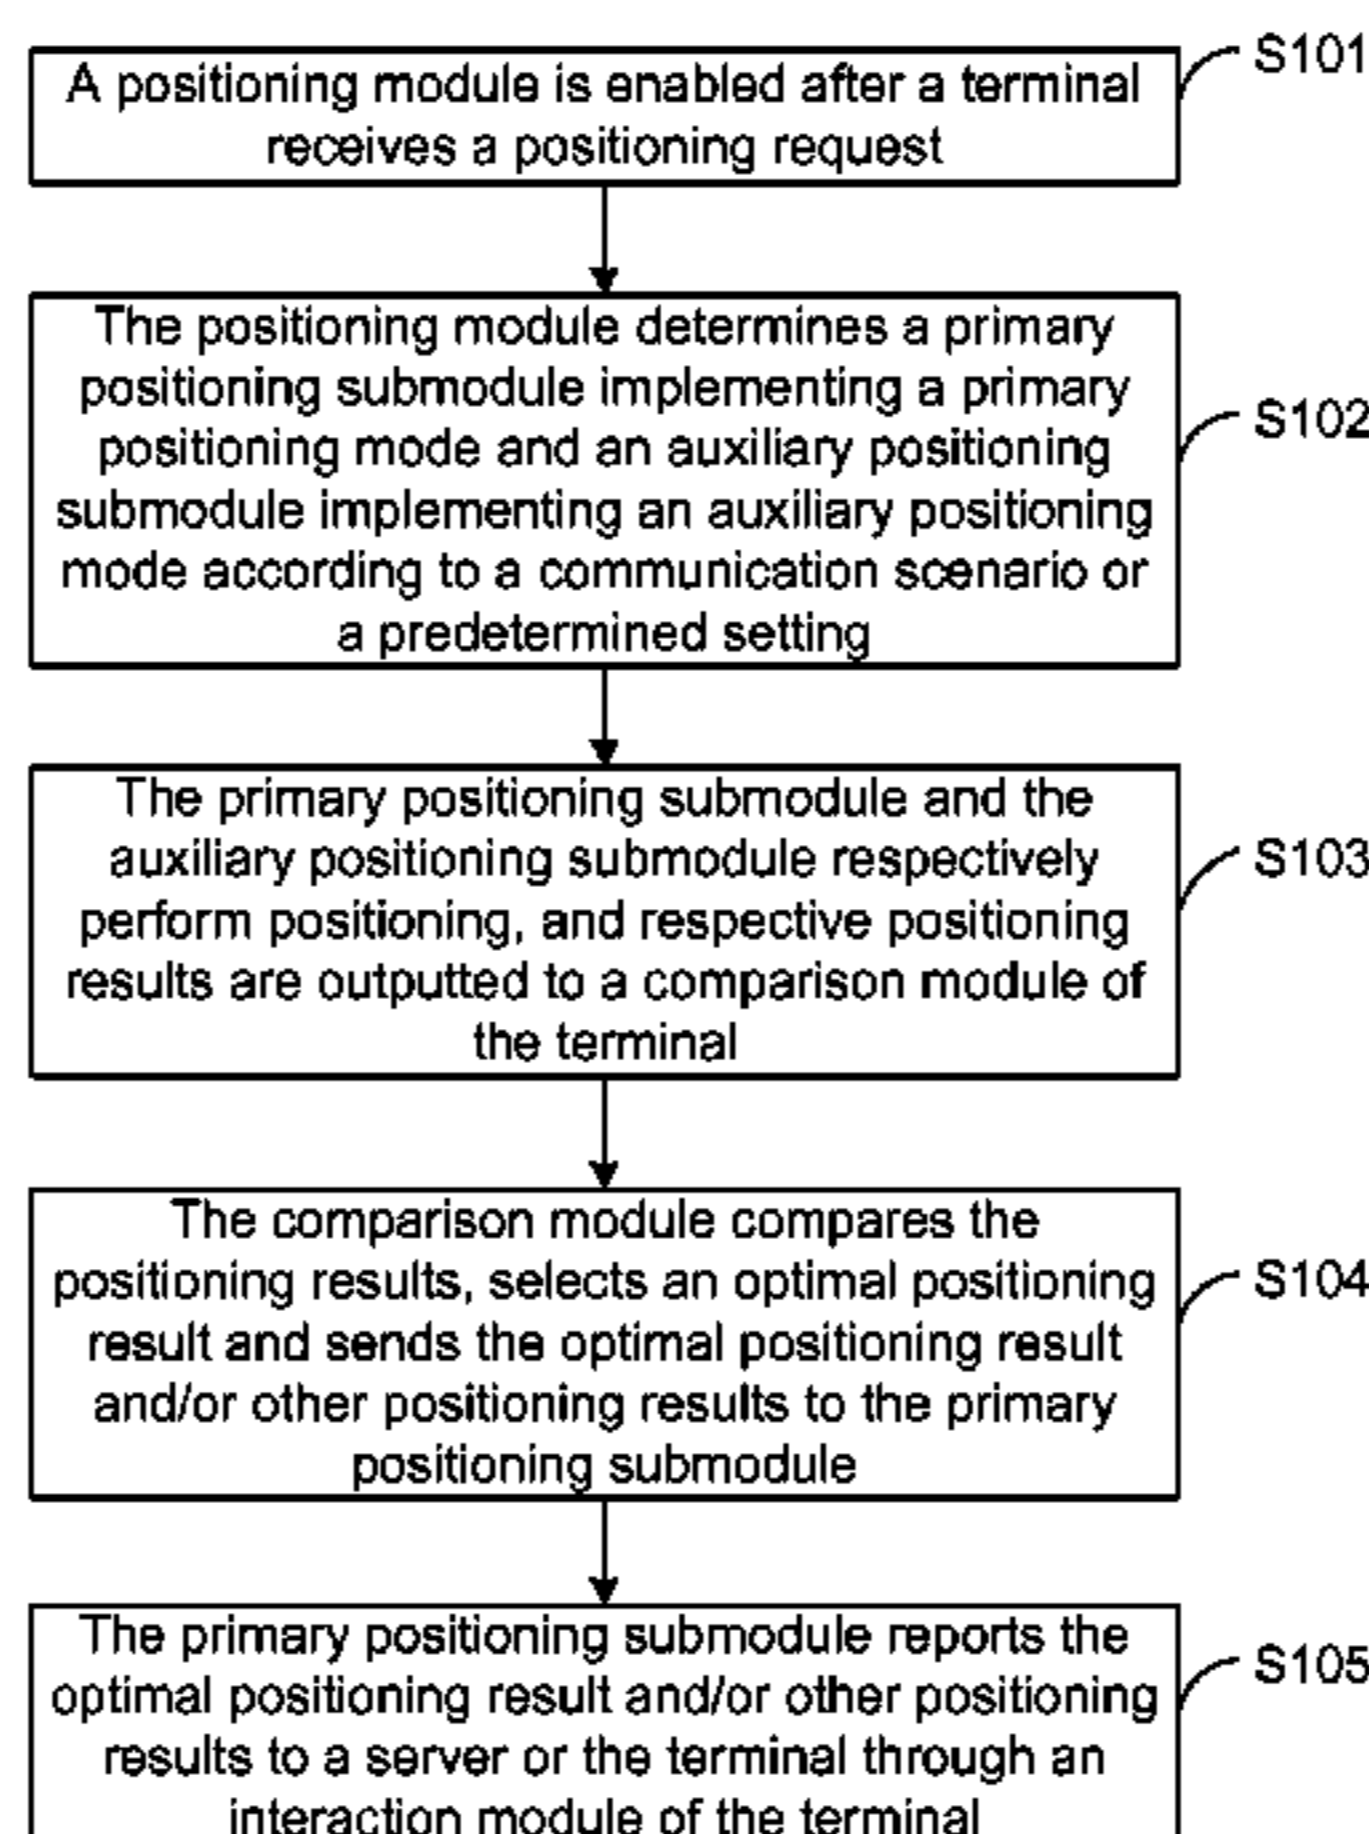 S101
A positioning module is enabled after a terminal
receives a positioning request
The positioning module determines a primary
positioning submodule implementing a primary
positioning mode and an auxiliary positioning
submodule implementing an auxiliary positioning
mode according to a communication scenario or
a predetermined setting
S102
The primary positioning submodule and the
auxiliary positioning submodule respectively
perform positioning, and respective positioning
results are outputted to a comparison module of
the terminal
S103
The comparison module compares the
positioning results, selects an optimal positioning
result and sends the optimal positioning result
and/or other positioning results to the primary
positioning submodule
S104
The primary positioning submodule reports the
optimal positioning result and/or other positioning
results to a server or the terminal through an
interaction module of the terminal
S105